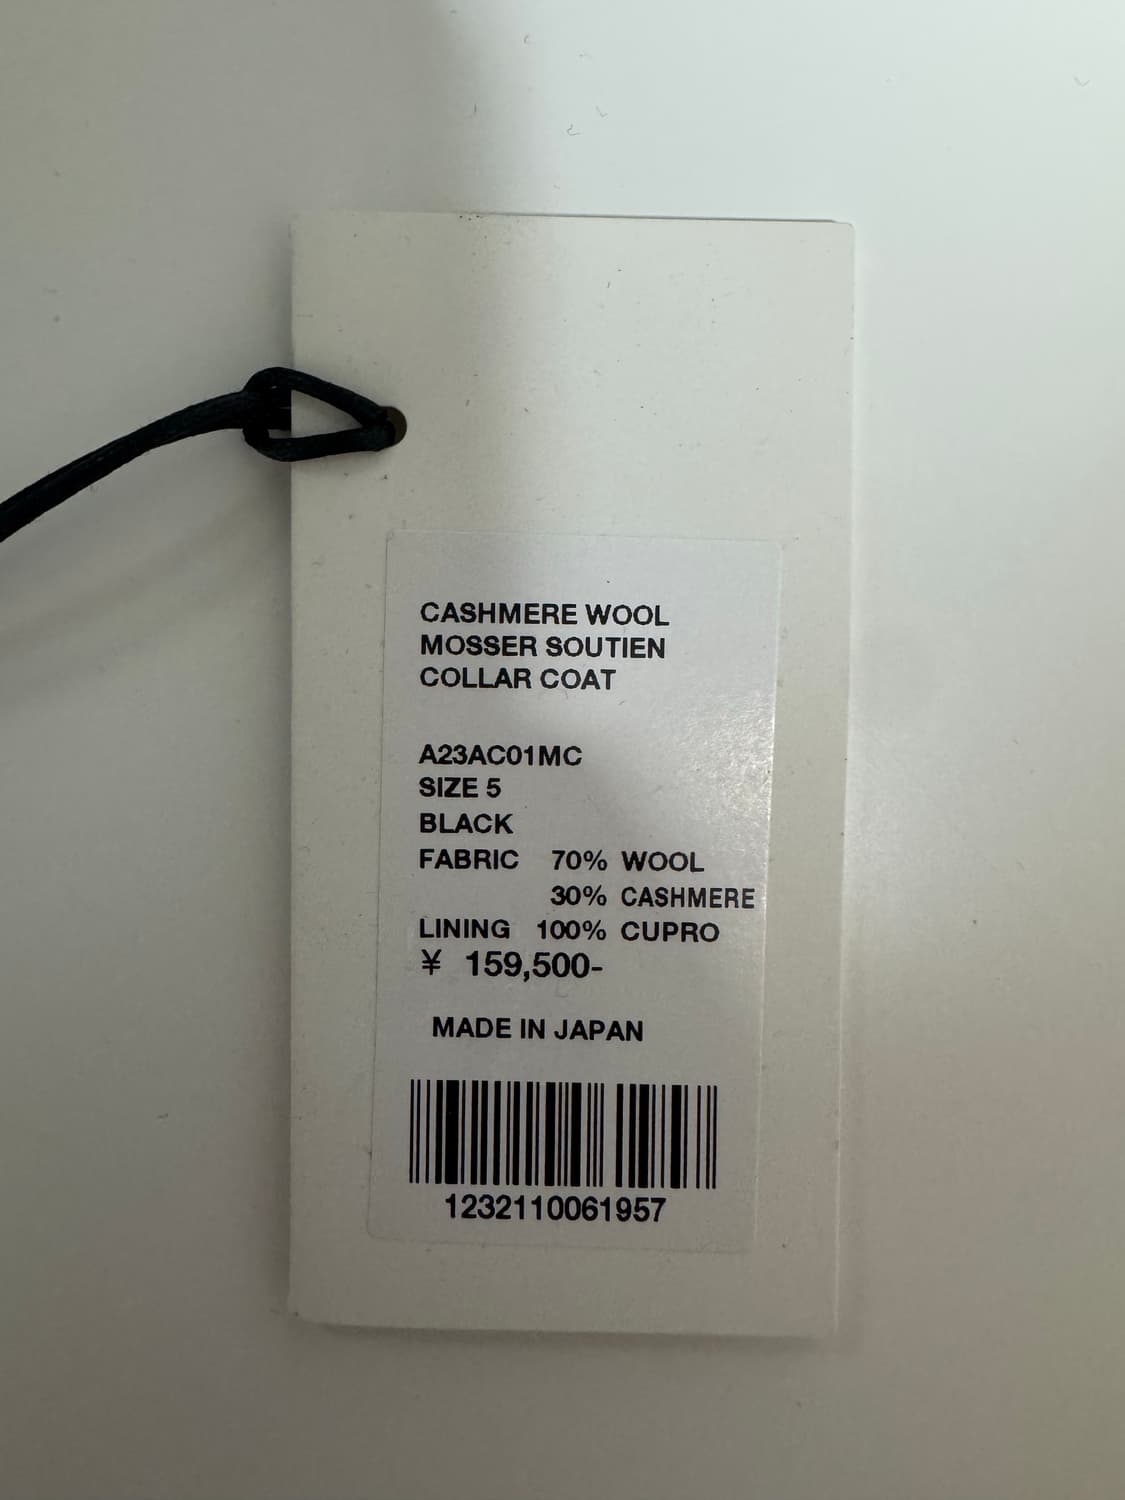 CASHMERE WOOL
MOSSER SOUTIEN
COLLAR COAT
A23AC01MC
SIZE 5
BLACK
FABRIC 70% WOOL
30% CASHMERE
LINING 100% CUPRO
¥ 159,500-
MADE IN JAPAN
1232110061957